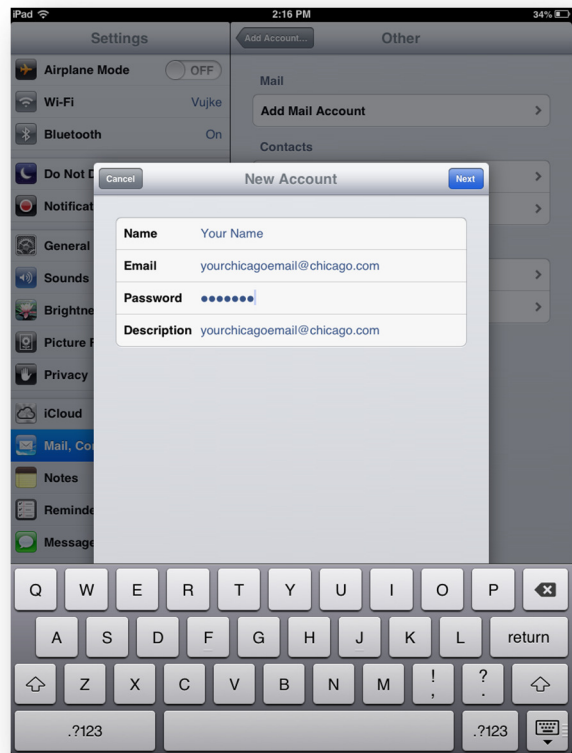 iPad 2:16 PM 34%
Settings
Add Account... Other
Airplane Mode OFF
Wi-Fi Vujke
Bluetooth On
Do Not D
Notificat
General
Sounds
Brightne
Picture F
Privacy
iCloud
Mail, Co
Notes
Reminde
Message
Mail
Add Mail Account
Contacts
Cancel New Account Next
Name Your Name
Email yourchicagoemail@chicago.com
Password •••••••
Description yourchicagoemail@chicago.com
Q W E R T Y U I O P
A S D F G H J K L return
Z X C V B N M ! , ? .
.?123 .?123